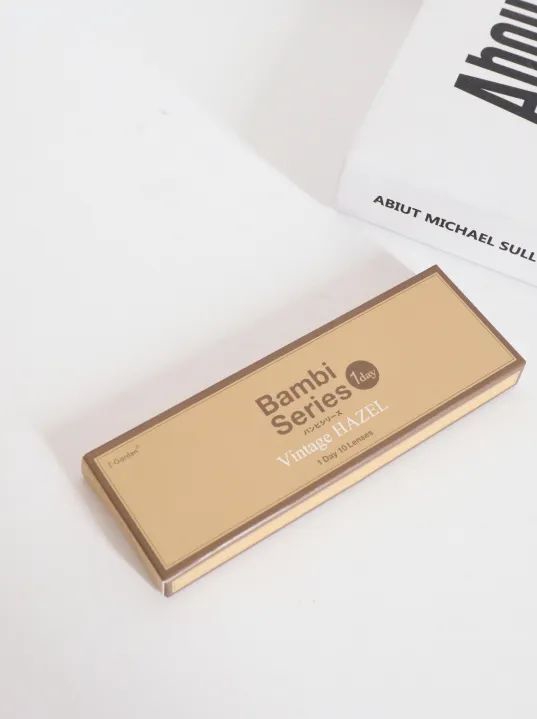 Abou
ABIUT MICHAEL SULL
Bambi
Series 1day
バンビシリーズ
Vintage HAZEL
1 Day 10 Lenses